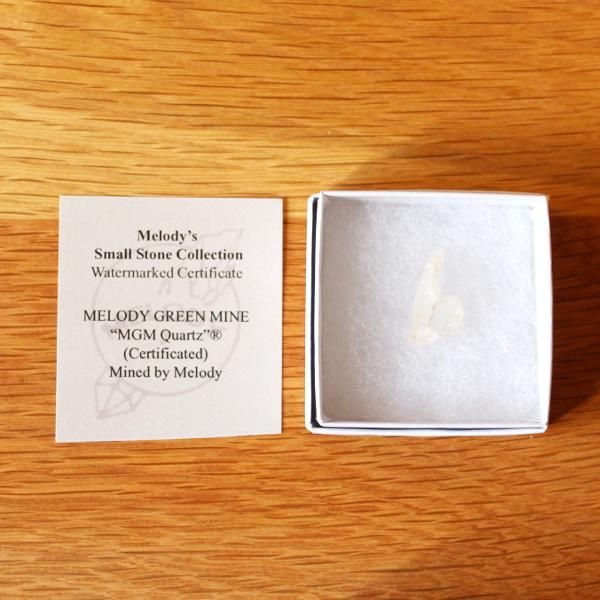 Melody's
Small Stone Collection
Watermarked Certificate
MELODY GREEN MINE
"MGM Quartz"®
(Certificated)
Mined by Melody